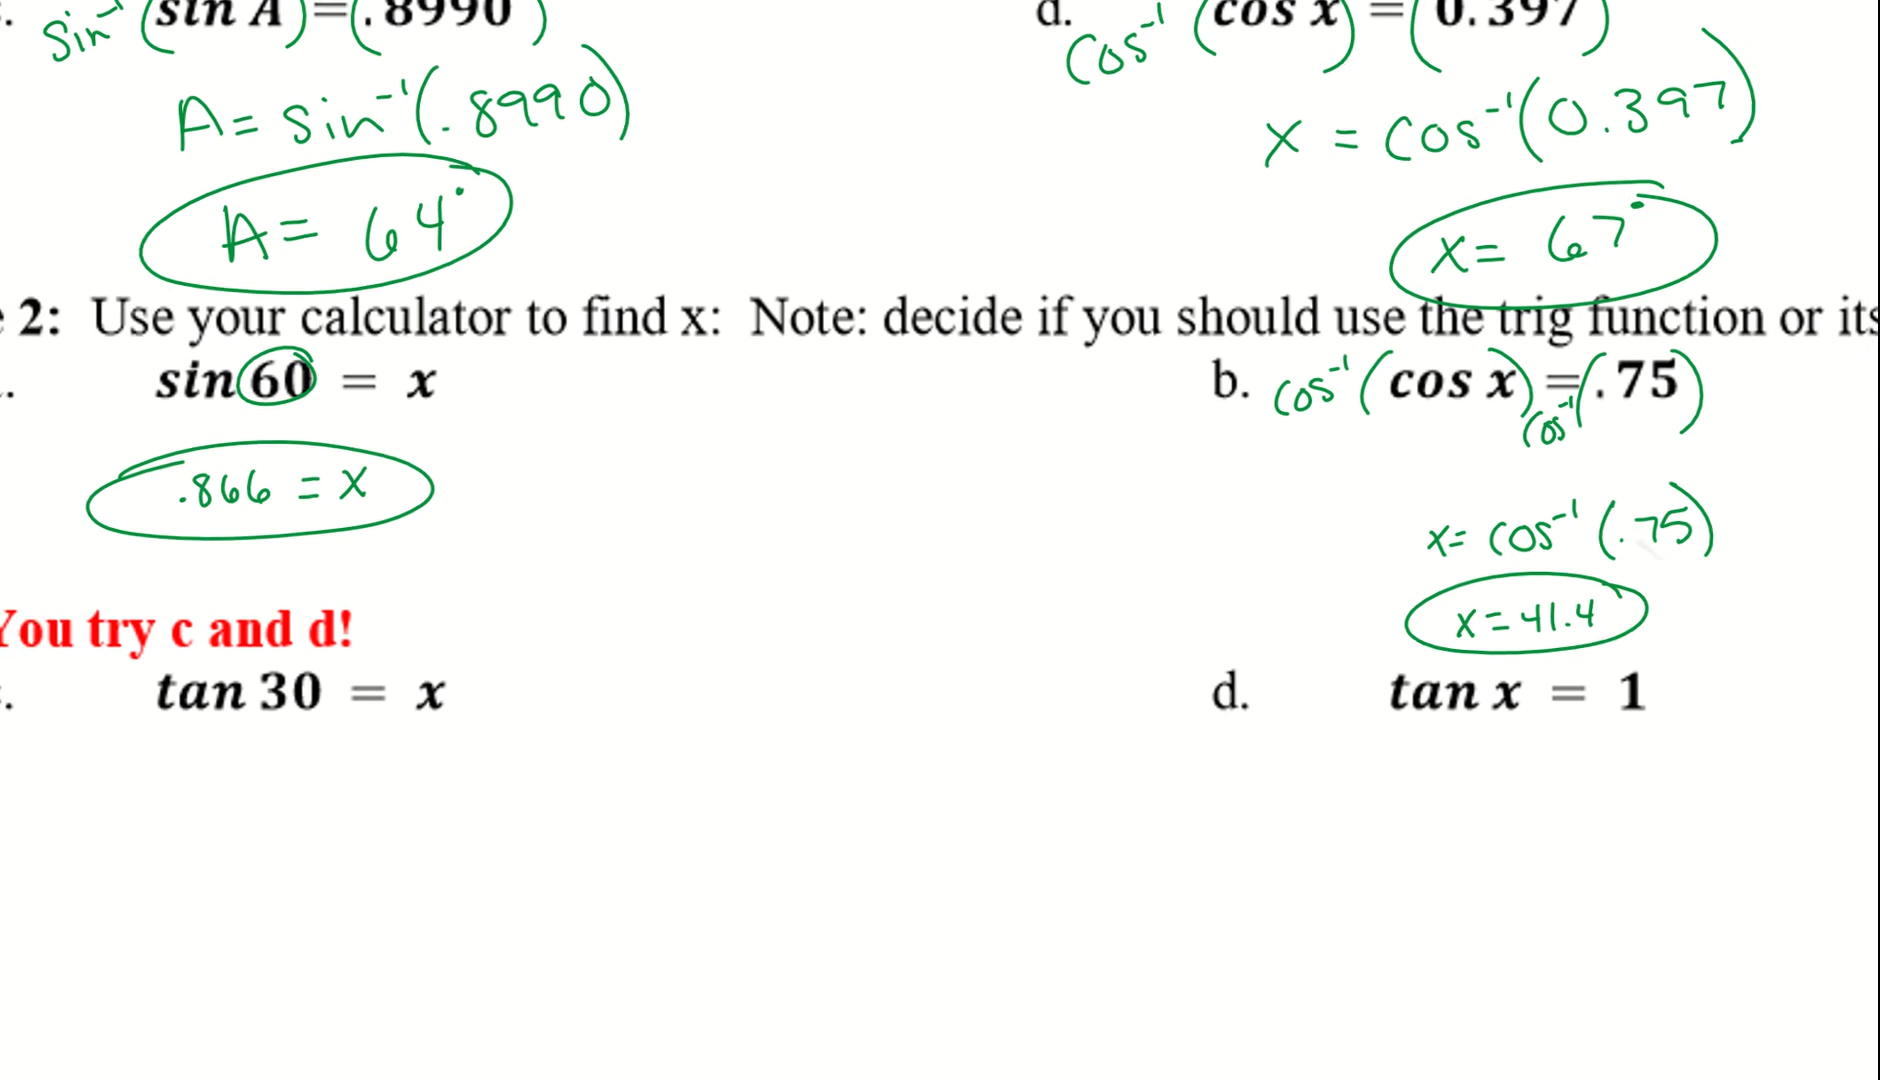 sin⁻¹ (sin A) = (.8990)
A = sin⁻¹(.8990)
A = 64°
d. cos⁻¹ (cos x) = (0.397)
x = cos⁻¹(0.397)
x = 67°
2: Use your calculator to find x: Note: decide if you should use the trig function or its
sin 60 = x
.866 = x
b. cos⁻¹ (cos x) = cos⁻¹ (.75)
x = cos⁻¹ (.75)
x = 41.4
You try c and d!
tan 30 = x
d. tan x = 1